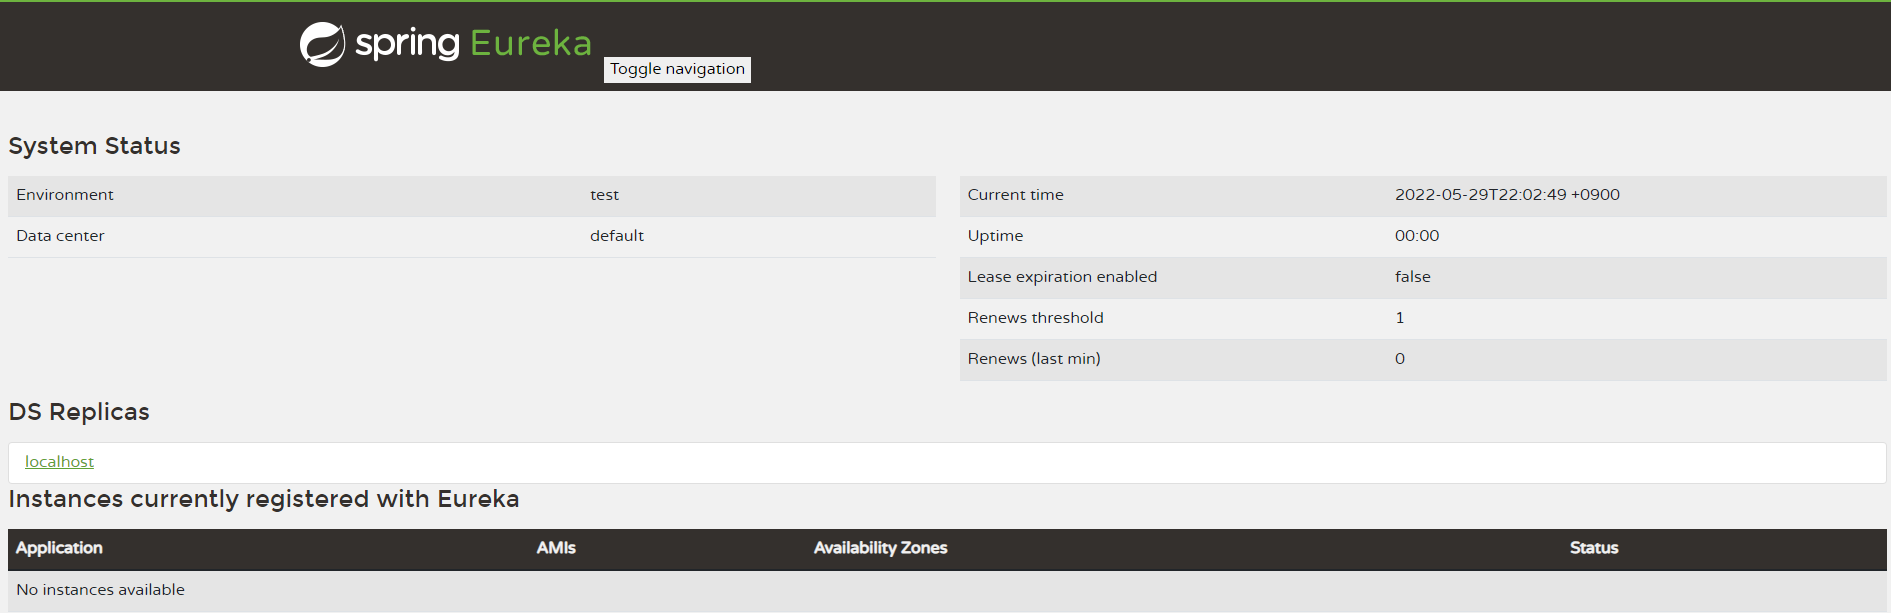 spring Eureka
Toggle navigation
System Status
Environment test
Data center default
Current time 2022-05-29T22:02:49 +0900
Uptime 00:00
Lease expiration enabled false
Renews threshold 1
Renews (last min) 0
DS Replicas
localhost
Instances currently registered with Eureka
Application AMIs Availability Zones Status
No instances available